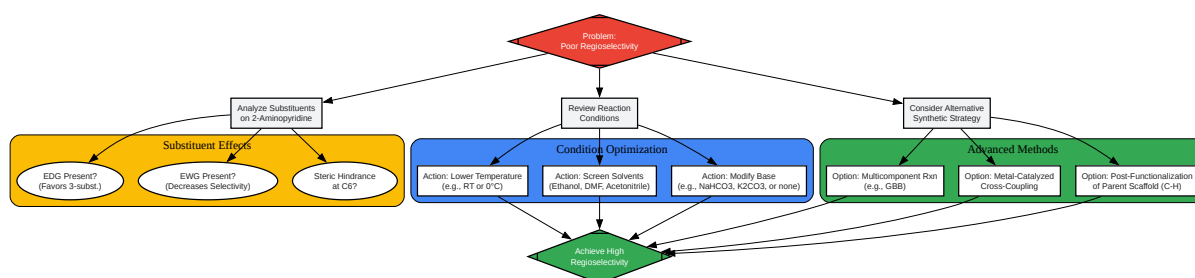 Problem:
Poor Regioselectivity
Analyze Substituents
on 2-Aminopyridine
Review Reaction
Conditions
Consider Alternative
Synthetic Strategy
Substituent Effects
EDG Present?
(Favors 3-subst.)
EWG Present?
(Decreases Selectivity)
Steric Hindrance
at C6?
Condition Optimization
Action: Lower Temperature
(e.g., RT or 0°C)
Action: Screen Solvents
(Ethanol, DMF, Acetonitrile)
Action: Modify Base
(e.g., NaHCO3, K2CO3, or none)
Advanced Methods
Option: Multicomponent Rxn
(e.g., GBB)
Option: Metal-Catalyzed
Cross-Coupling
Option: Post-Functionalization
of Parent Scaffold (C-H)
Achieve High
Regioselectivity